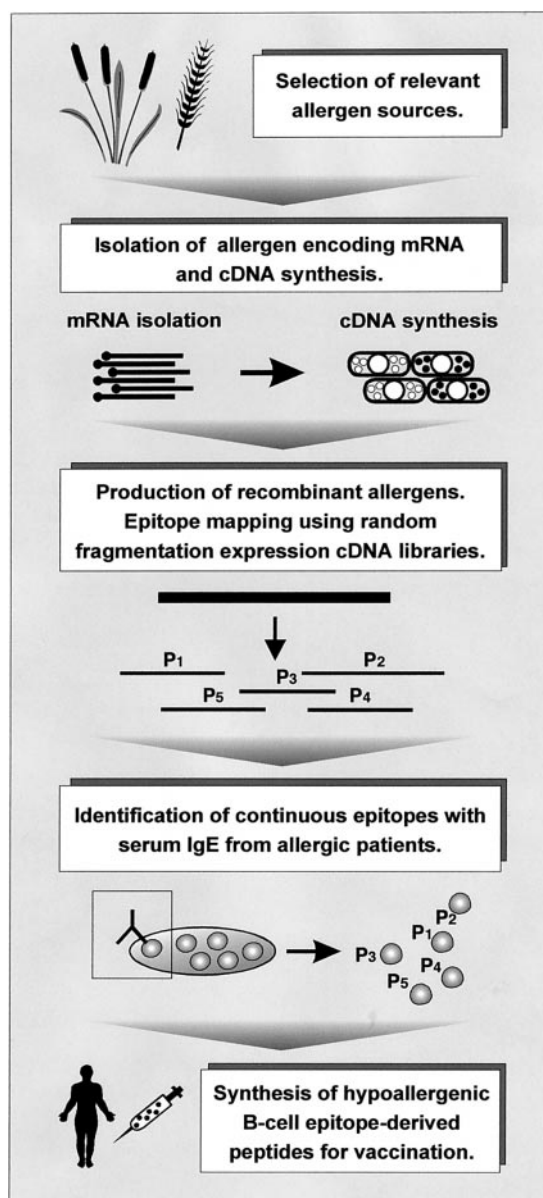 Selection of relevant
allergen sources.
Isolation of allergen encoding mRNA
and cDNA synthesis.
mRNA isolation
cDNA synthesis
Production of recombinant allergens.
Epitope mapping using random
fragmentation expression cDNA libraries.
P1
P2
P3
P5
P4
Identification of continuous epitopes with
serum IgE from allergic patients.
P2
P1
P3
P4
P5
Synthesis of hypoallergenic
B-cell epitope-derived
peptides for vaccination.